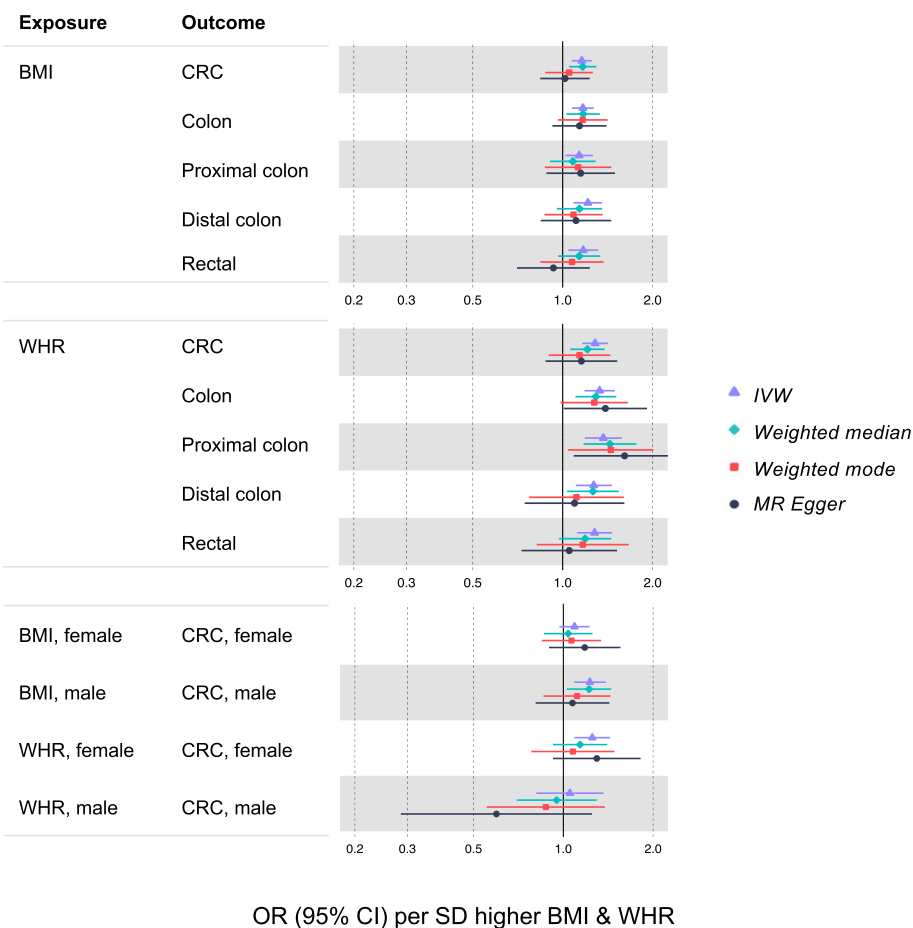 Exposure Outcome
BMI CRC
Colon
Proximal colon
Distal colon
Rectal
0.2 0.3 0.5 1.0 2.0
WHR CRC
Colon
Proximal colon
Distal colon
Rectal
0.2 0.3 0.5 1.0 2.0
IVW
Weighted median
Weighted mode
MR Egger
BMI, female CRC, female
BMI, male CRC, male
WHR, female CRC, female
WHR, male CRC, male
0.2 0.3 0.5 1.0 2.0
OR (95% CI) per SD higher BMI & WHR